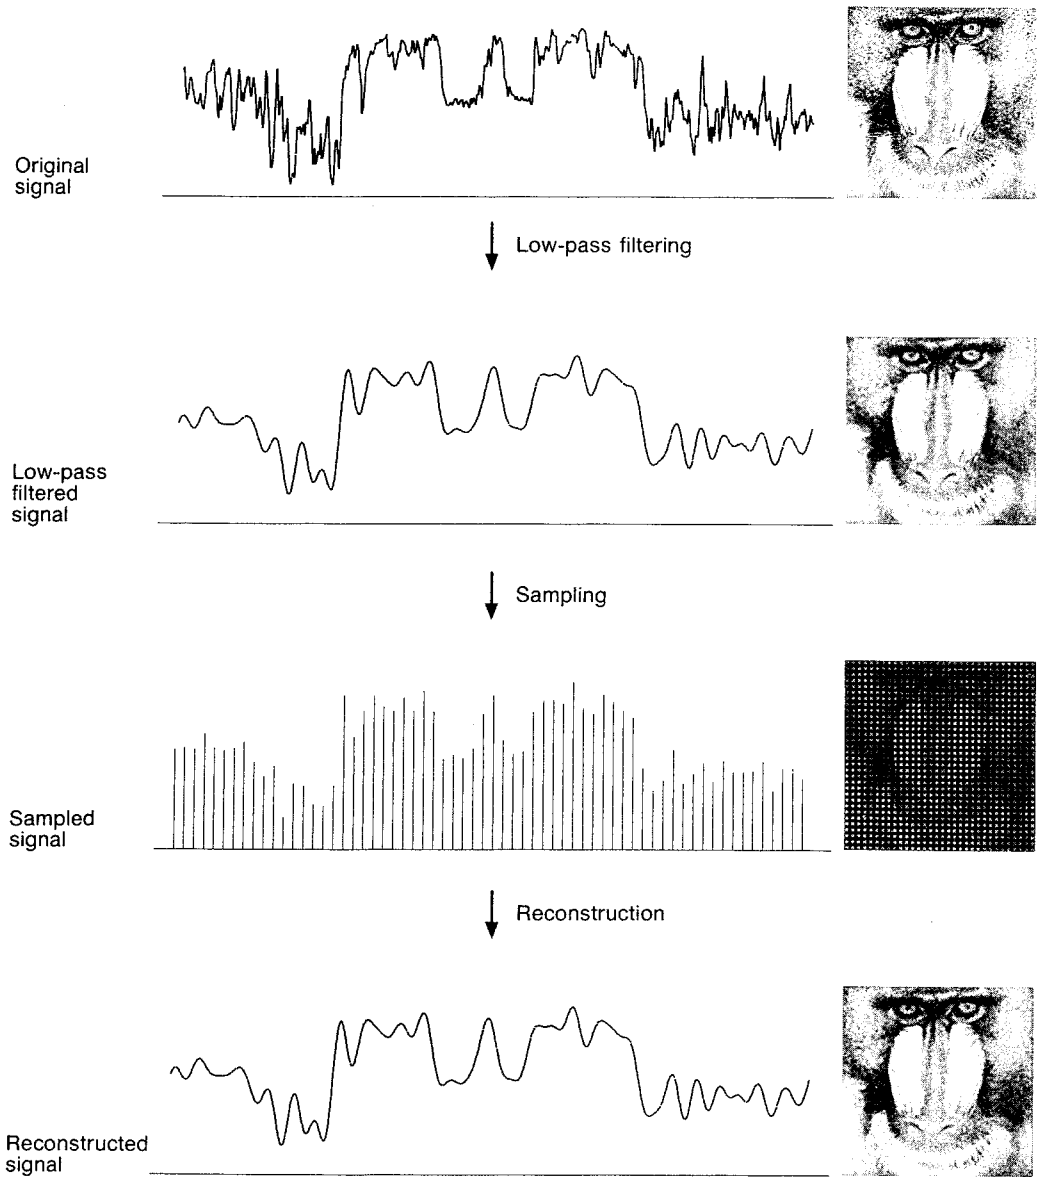 Original
signal
Low-pass filtering
Low-pass
filtered
signal
Sampling
Sampled
signal
Reconstruction
Reconstructed
signal